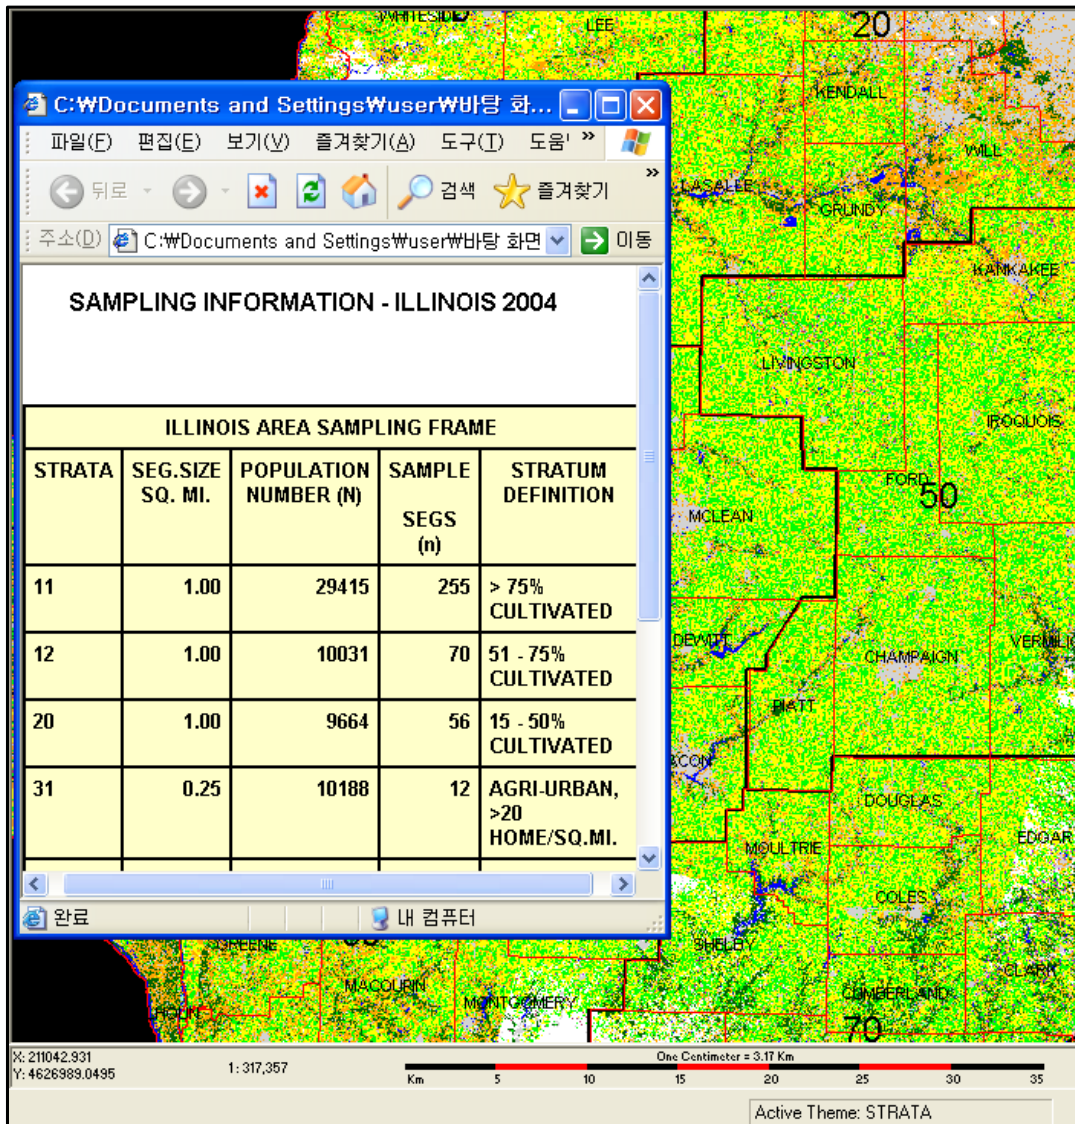 WHITESIDE
LEE
20
KENDALL
WILL
LASALLE
GRUNDY
KANKAKEE
LIVINGSTON
IROQUOIS
FORD
50
MCLEAN
DEWITT
CHAMPAIGN
PIATT
DOUGLAS
EDGAR
MOULTRIE
COLES
SHELBY
CLARK
CUMBERLAND
70
GREENE
MACOUPIN
MONTGOMERY
C:₩Documents and Settings₩user₩바탕 화...
파일(F) 편집(E) 보기(V) 즐겨찾기(A) 도구(T) 도움 »
뒤로 검색 즐겨찾기 »
주소(D) C:₩Documents and Settings₩user₩바탕 화면 이동
SAMPLING INFORMATION - ILLINOIS 2004
ILLINOIS AREA SAMPLING FRAME
STRATA SEG.SIZE SQ. MI. POPULATION NUMBER (N) SAMPLE SEGS (n) STRATUM DEFINITION
11 1.00 29415 255 > 75% CULTIVATED
12 1.00 10031 70 51 - 75% CULTIVATED
20 1.00 9664 56 15 - 50% CULTIVATED
31 0.25 10188 12 AGRI-URBAN, >20 HOME/SQ.MI.
완료 내 컴퓨터
X: 211042.931
Y: 4626989.0495
1: 317,357
One Centimeter = 3.17 Km
Km 5 10 15 20 25 30 35
Active Theme: STRATA